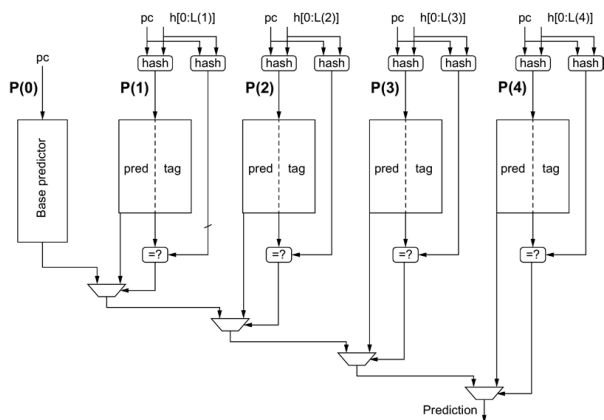 pc h[0:L(1)]
pc h[0:L(2)]
pc h[0:L(3)]
pc h[0:L(4)]
hash hash
hash hash
hash hash
hash hash
pc
P(0)
P(1)
P(2)
P(3)
P(4)
Base predictor
pred tag
pred tag
pred tag
pred tag
=?
=?
=?
=?
Prediction